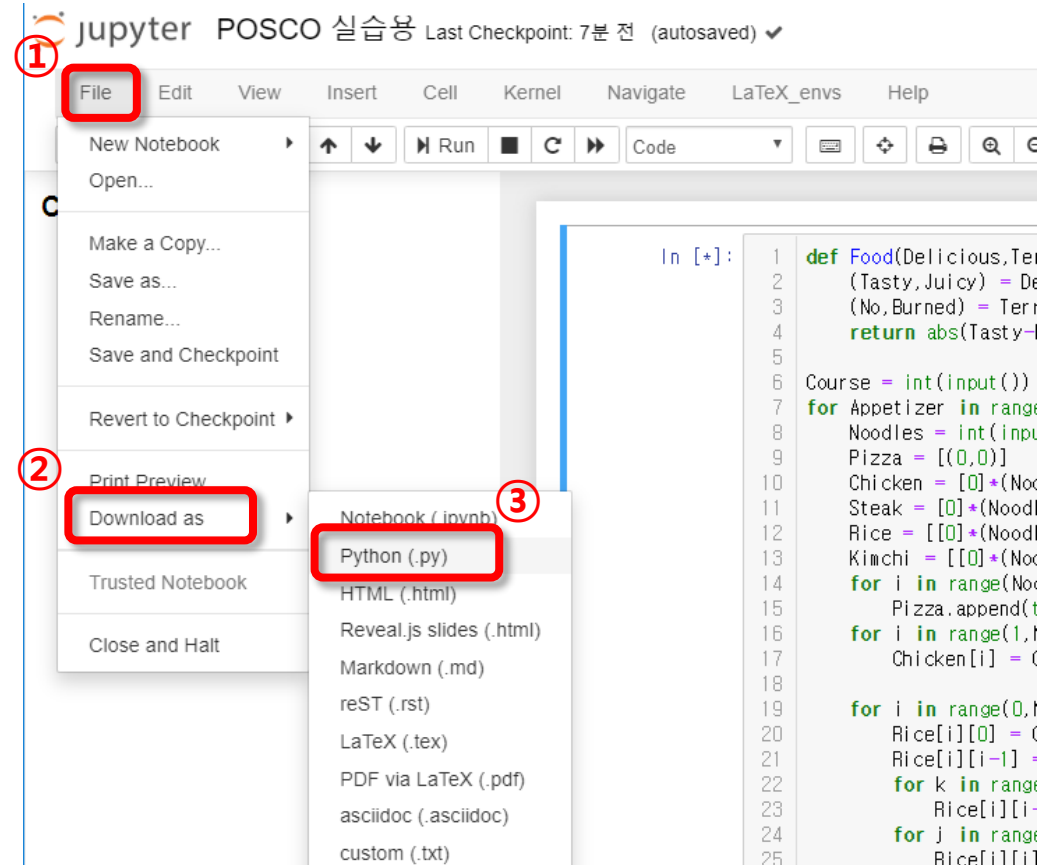 jupyter POSCO 실습용 Last Checkpoint: 7분 전 (autosaved)
①
File Edit View Insert Cell Kernel Navigate LaTeX_envs Help
New Notebook
Run
Code
Open...
C
Make a Copy...
Save as...
Rename...
Save and Checkpoint
Revert to Checkpoint
②
Print Preview
Download as
③
Notebook (.ipynb)
Python (.py)
Trusted Notebook
HTML (.html)
Reveal.js slides (.html)
Close and Halt
Markdown (.md)
reST (.rst)
LaTeX (.tex)
PDF via LaTeX (.pdf)
asciidoc (.asciidoc)
custom (.txt)
In [*]:
1 def Food(Delicious,Ter
2 (Tasty,Juicy) = De
3 (No,Burned) = Terr
4 return abs(Tasty-
5
6 Course = int(input())
7 for Appetizer in range
8 Noodles = int(inpu
9 Pizza = [(0,0)]
10 Chicken = [0]*(Noo
11 Steak = [0]*(Noodl
12 Rice = [[0]*(Noodl
13 Kimchi = [[0]*(Noo
14 for i in range(Noo
15 Pizza.append(t
16 for i in range(1,N
17 Chicken[i] =
18
19 for i in range(0,N
20 Rice[i][0] =
21 Rice[i][i-1] =
22 for k in range
23 Rice[i][i-
24 for j in range
25 Rice[i][j]